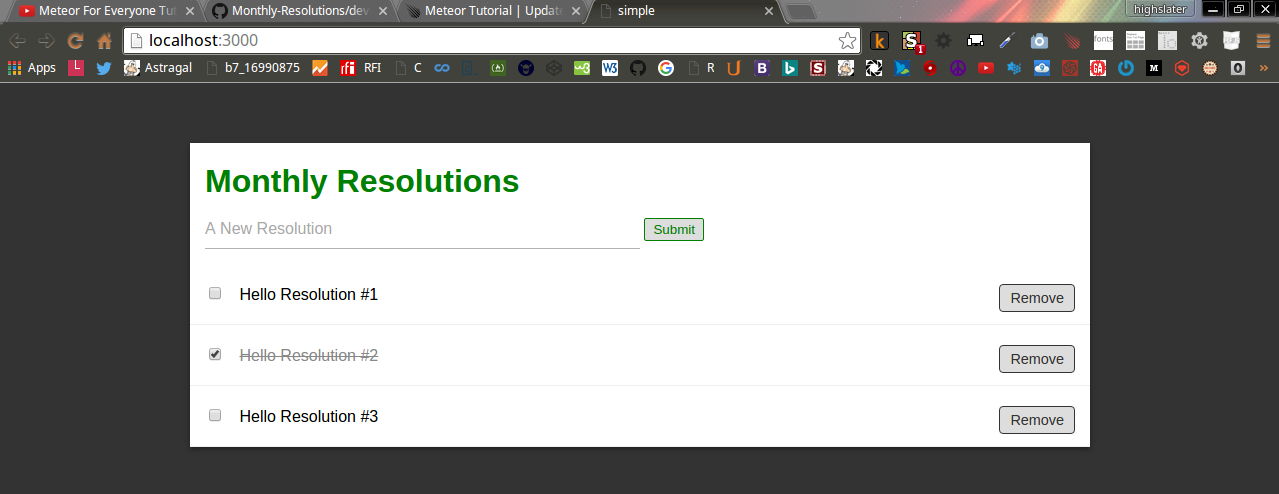 Meteor For Everyone Tut
Monthly-Resolutions/dev
Meteor Tutorial | Update
simple
highslater
localhost:3000
Apps
Astragal
b7_16990875
RFI
C
R
Monthly Resolutions
A New Resolution
Submit
Hello Resolution #1
Remove
Hello Resolution #2
Remove
Hello Resolution #3
Remove